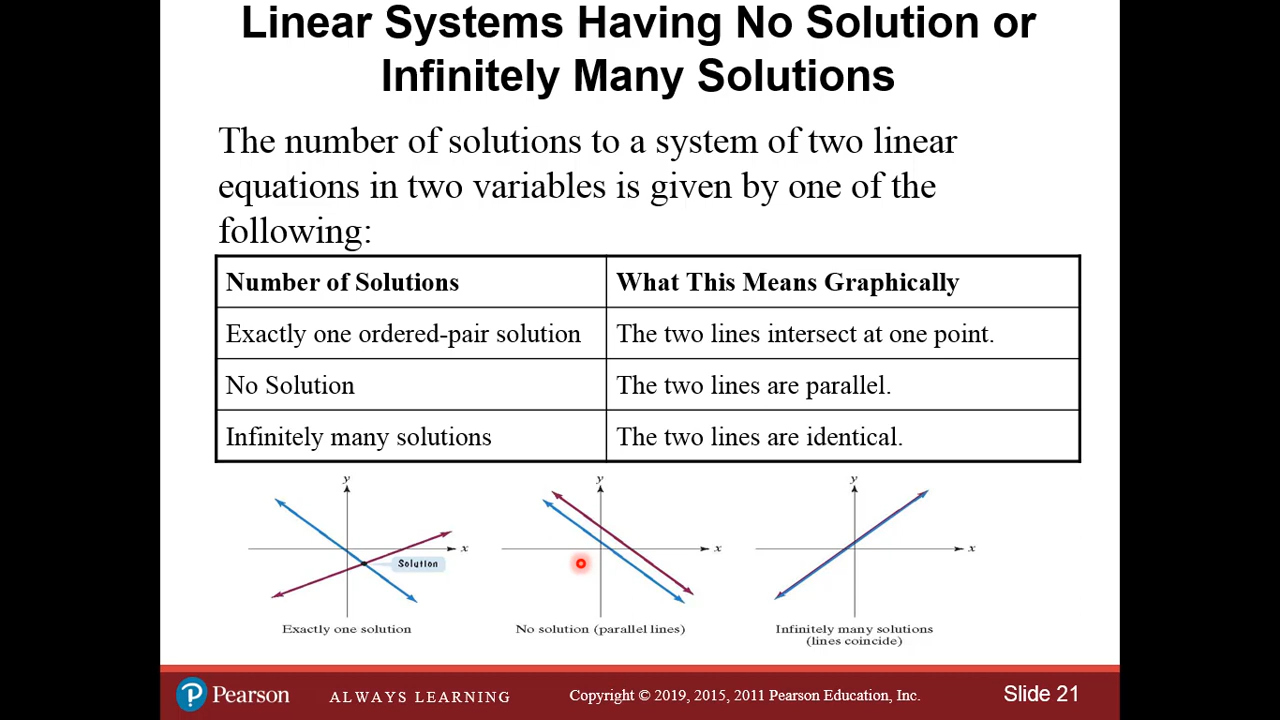 Linear Systems Having No Solution or
Infinitely Many Solutions
The number of solutions to a system of two linear
equations in two variables is given by one of the
following:
Number of Solutions
What This Means Graphically
Exactly one ordered-pair solution
The two lines intersect at one point.
No Solution
The two lines are parallel.
Infinitely many solutions
The two lines are identical.
y
x
Solution
Exactly one solution
y
x
No solution (parallel lines)
y
x
Infinitely many solutions
(lines coincide)
Pearson
ALWAYS LEARNING
Copyright © 2019, 2015, 2011 Pearson Education, Inc.
Slide 21